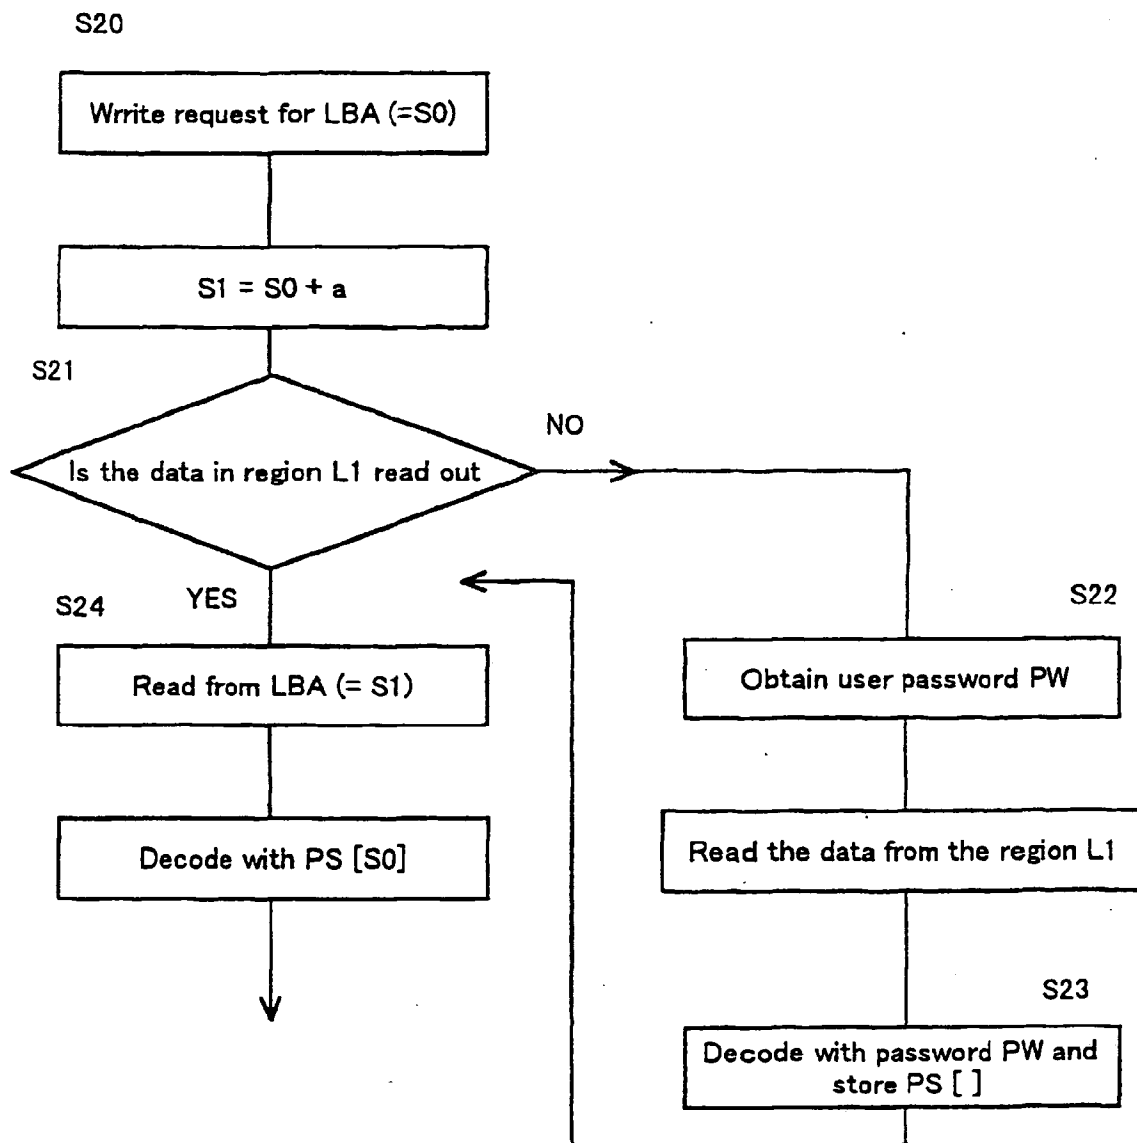 S20
Wrrite request for LBA (=S0)
S1 = S0 + a
S21
Is the data in region L1 read out
NO
YES
S24
Read from LBA (= S1)
Decode with PS [S0]
S22
Obtain user password PW
Read the data from the region L1
S23
Decode with password PW and
store PS [ ]